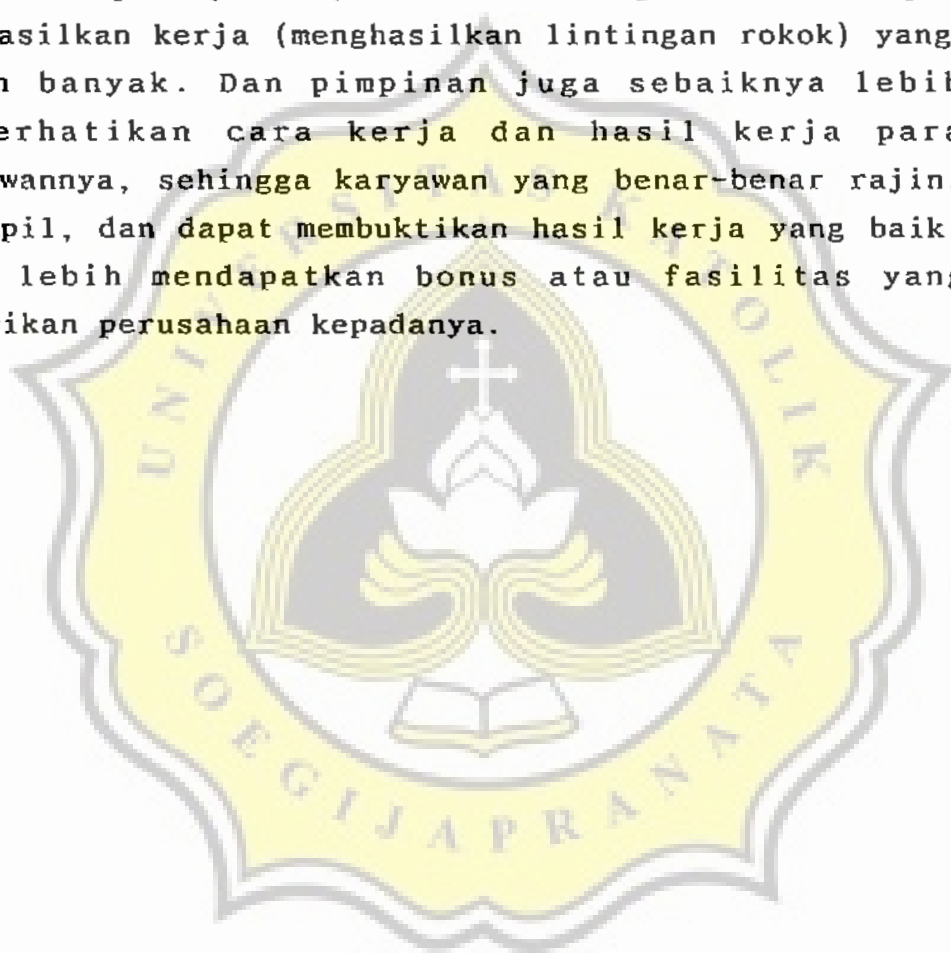 asilkan kerja (menghasilkan lintingan rokok) yang
n banyak. Dan pimpinan juga sebaiknya lebih
erhatikan cara kerja dan hasil kerja para
wannya, sehingga karyawan yang benar-benar rajin,
pil, dan dapat membuktikan hasil kerja yang baik
lebih mendapatkan bonus atau fasilitas yang
ikan perusahaan kepadanya.
UNIVERSITAS KATOLIK
SOEGIJAPRANATA